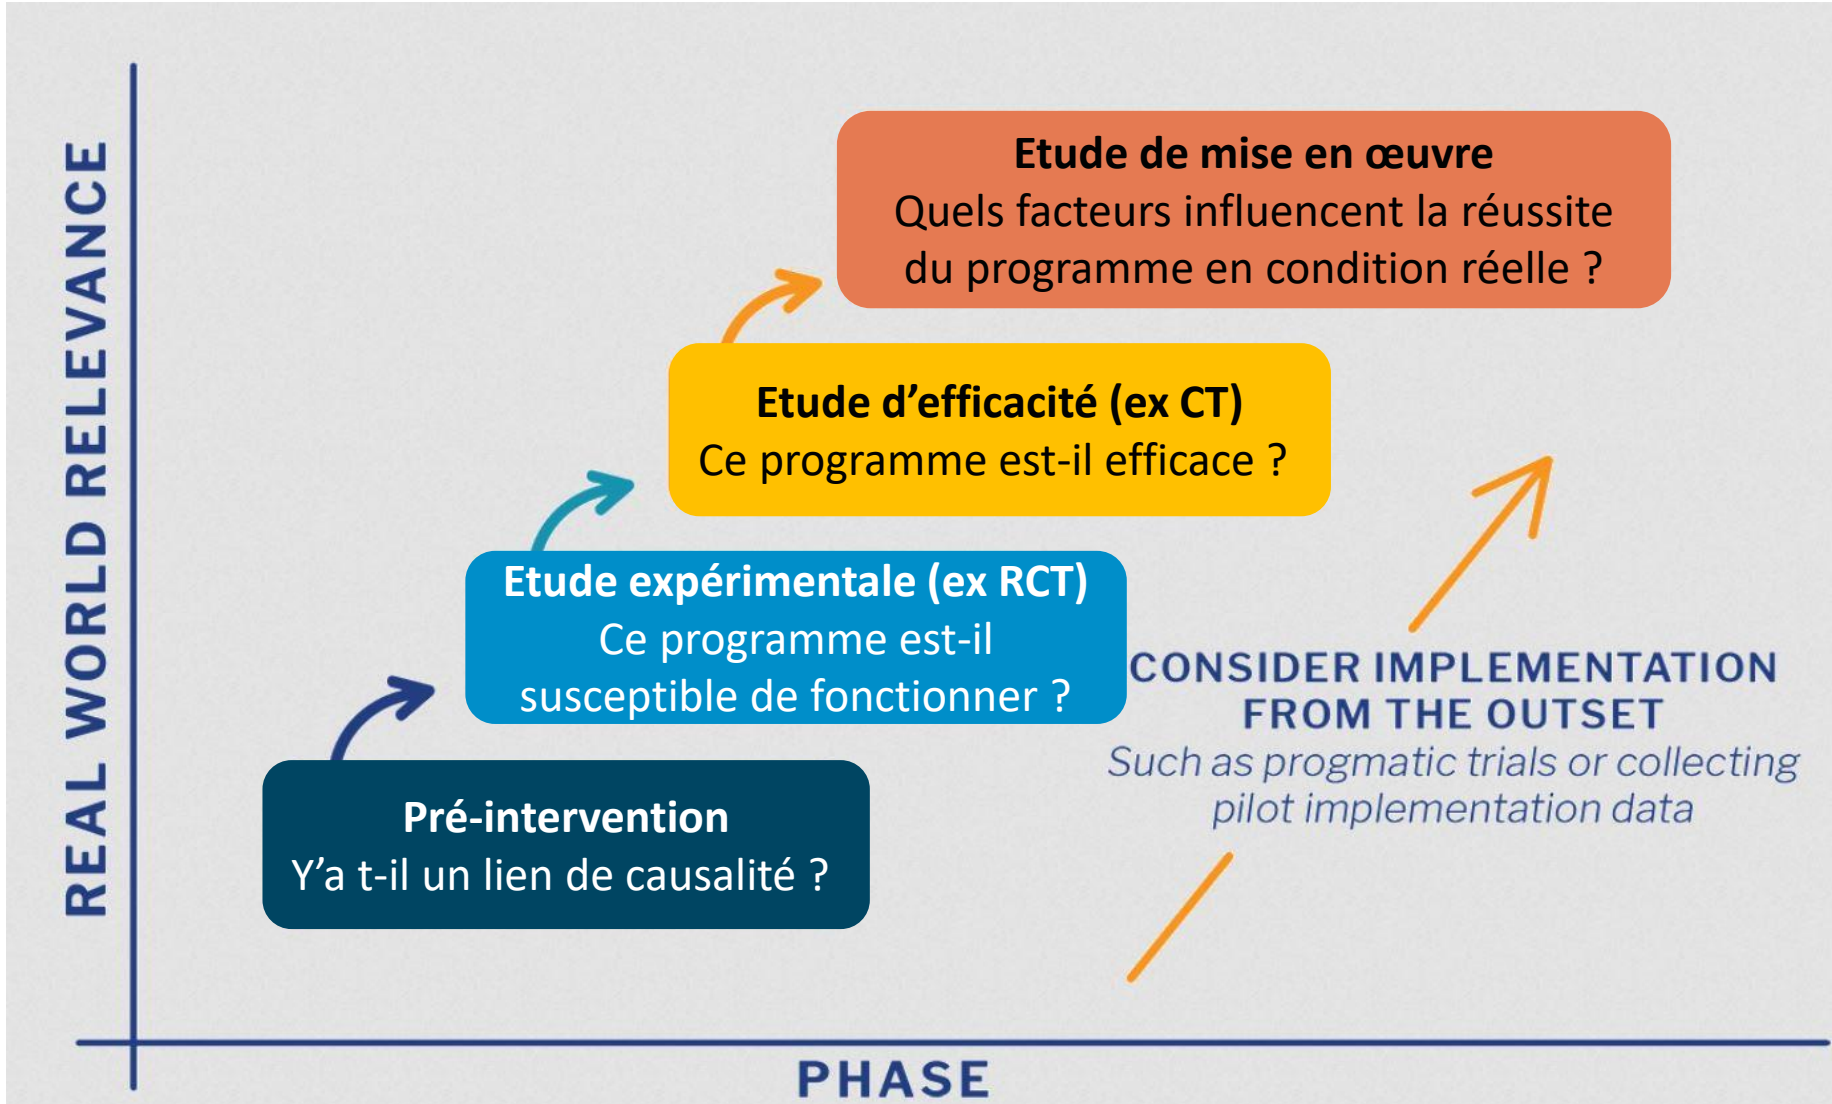 REAL WORLD RELEVANCE
Etude de mise en œuvre
Quels facteurs influencent la réussite
du programme en condition réelle ?
Etude d’efficacité (ex CT)
Ce programme est-il efficace ?
Etude expérimentale (ex RCT)
Ce programme est-il
susceptible de fonctionner ?
Pré-intervention
Y’a t-il un lien de causalité ?
CONSIDER IMPLEMENTATION
FROM THE OUTSET
Such as progmatic trials or collecting
pilot implementation data
PHASE